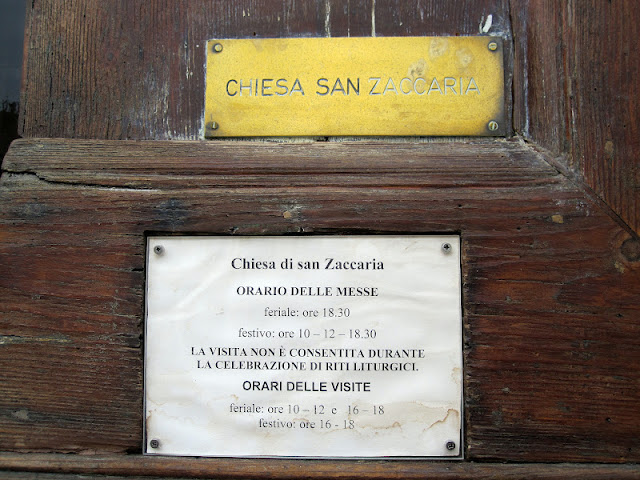 CHIESA SAN ZACCARIA
Chiesa di san Zaccaria
ORARIO DELLE MESSE
feriale: ore 18.30
festivo: ore 10 – 12 – 18.30
LA VISITA NON È CONSENTITA DURANTE
LA CELEBRAZIONE DI RITI LITURGICI.
ORARI DELLE VISITE
feriale: ore 10 – 12 e 16 – 18
festivo: ore 16 - 18